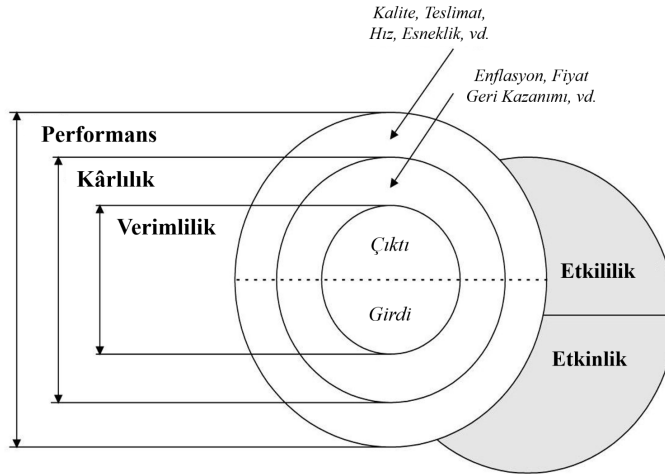 Kalite, Teslimat,
Hız, Esneklik, vd.
Enflasyon, Fiyat
Geri Kazanımı, vd.
Performans
Kârlılık
Verimlilik
Çıktı
Girdi
Etkililik
Etkinlik